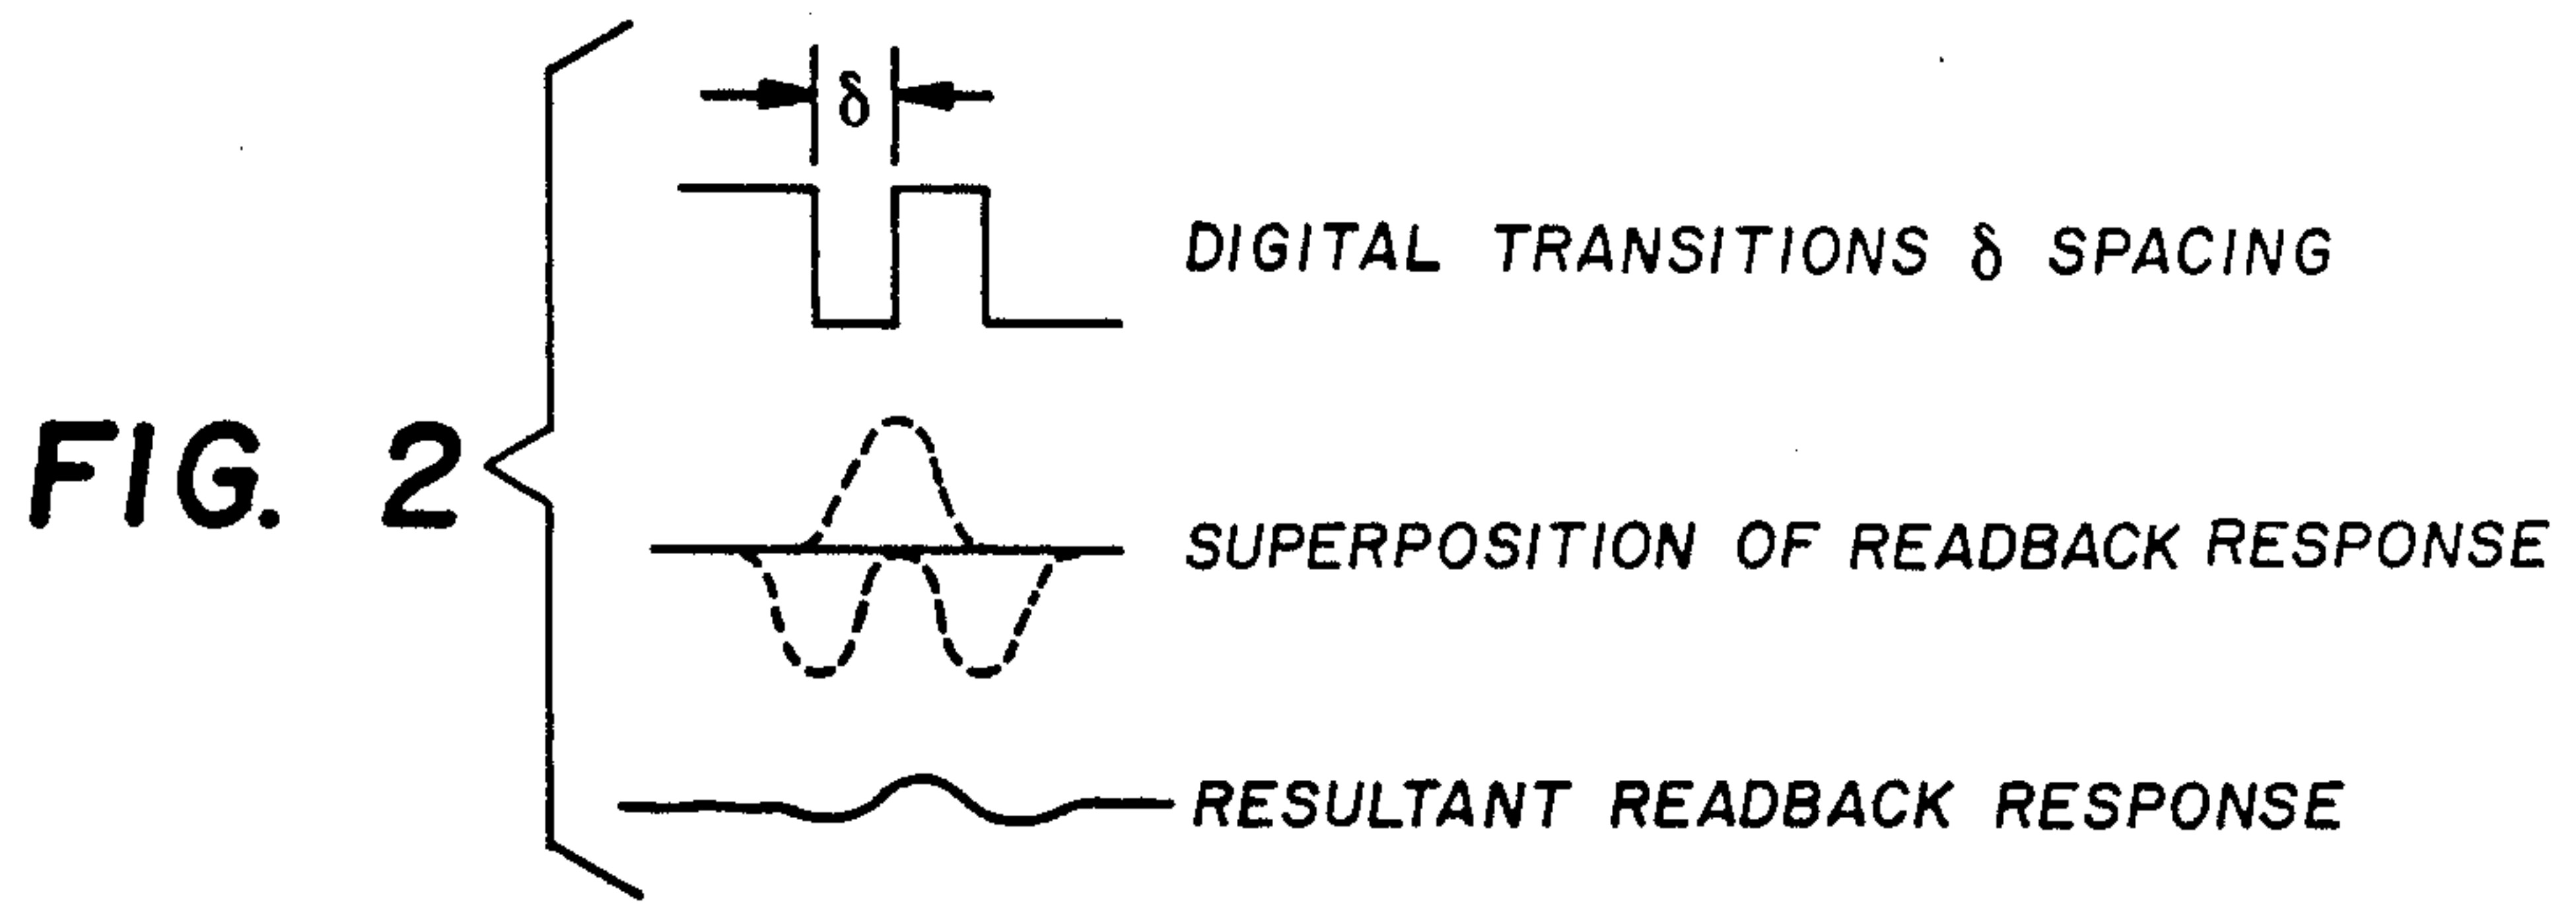 δ
DIGITAL TRANSITIONS δ SPACING
FIG. 2
SUPERPOSITION OF READBACK RESPONSE
RESULTANT READBACK RESPONSE